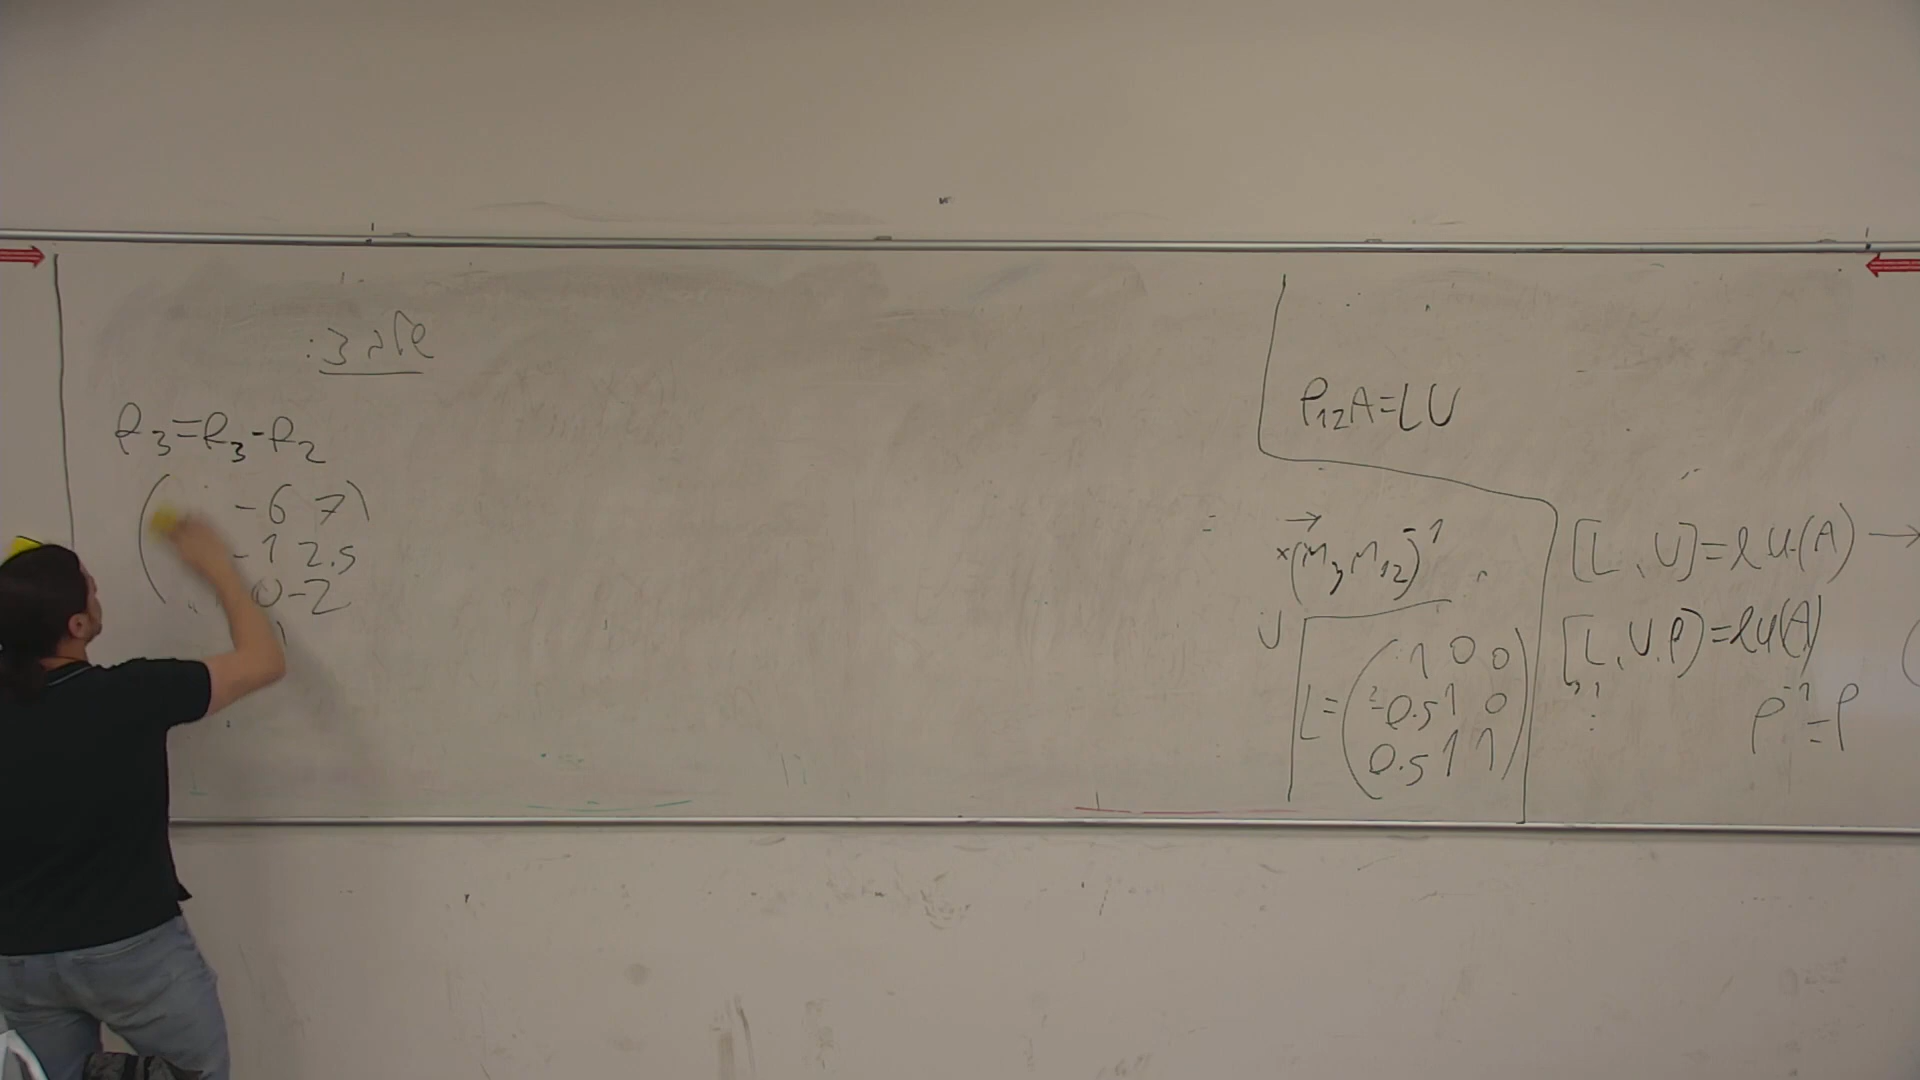 שלב 3:
R₃=R₃-R₂
-6 7
-1 2.5
0 -2
P₁₂A=LU
(M₃M₁₂)⁻¹
U
L=(1 0 0
-0.5 1 0
0.5 1 1)
[L,U]=lu(A) →
[L,U,P]=lu(A)
P⁻¹=P